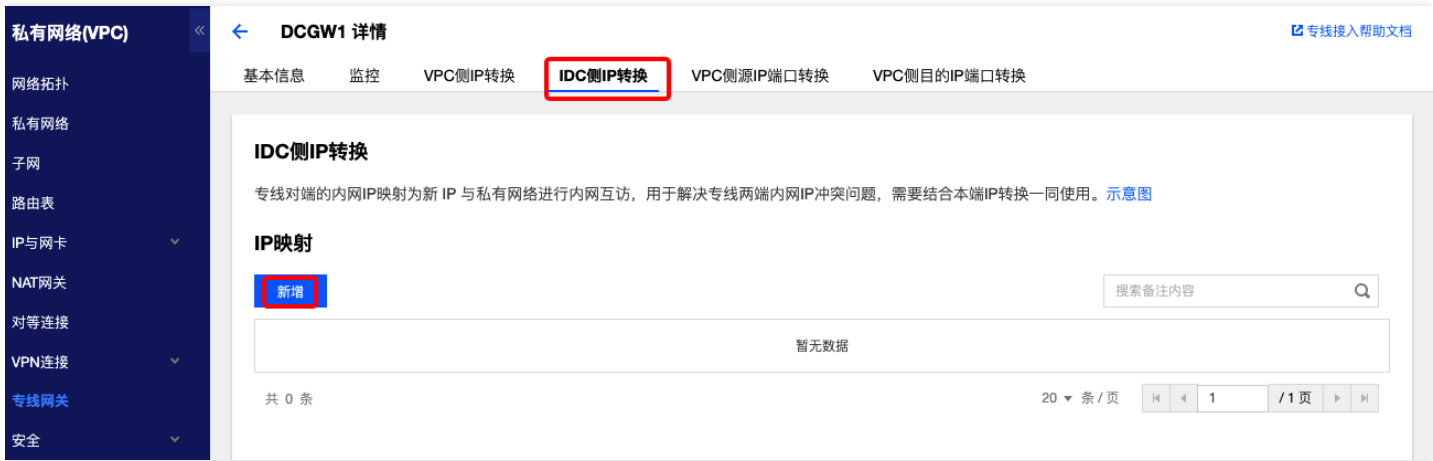 私有网络(VPC)
«
DCGW1 详情
专线接入帮助文档
基本信息
监控
VPC侧IP转换
IDC侧IP转换
VPC侧源IP端口转换
VPC侧目的IP端口转换
网络拓扑
私有网络
子网
路由表
IP与网卡
NAT网关
对等连接
VPN连接
专线网关
安全
IDC侧IP转换
专线对端的内网IP映射为新 IP 与私有网络进行内网互访，用于解决专线两端内网IP冲突问题，需要结合本端IP转换一同使用。示意图
IP映射
新增
搜索备注内容
暂无数据
共 0 条
20 条 / 页
1
/ 1 页